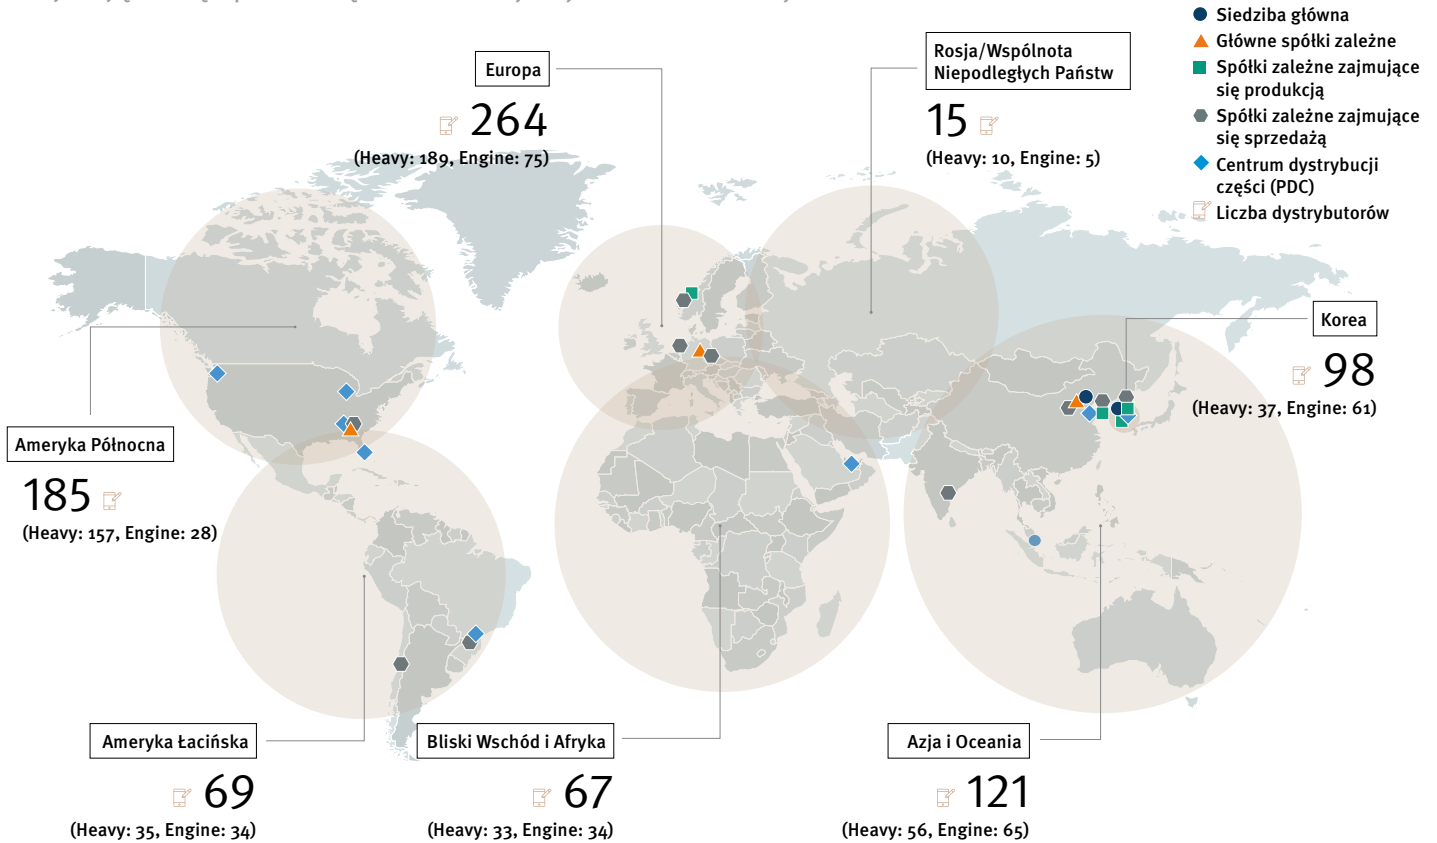 Siedziba główna
Główne spółki zależne
Spółki zależne zajmujące
się produkcją
Spółki zależne zajmujące
się sprzedażą
Centrum dystrybucji
części (PDC)
Liczba dystrybutorów
Europa
264
(Heavy: 189, Engine: 75)
Rosja/Wspólnota
Niepodległych Państw
15
(Heavy: 10, Engine: 5)
Korea
98
(Heavy: 37, Engine: 61)
Ameryka Północna
185
(Heavy: 157, Engine: 28)
Ameryka Łacińska
69
(Heavy: 35, Engine: 34)
Bliski Wschód i Afryka
67
(Heavy: 33, Engine: 34)
Azja i Oceania
121
(Heavy: 56, Engine: 65)